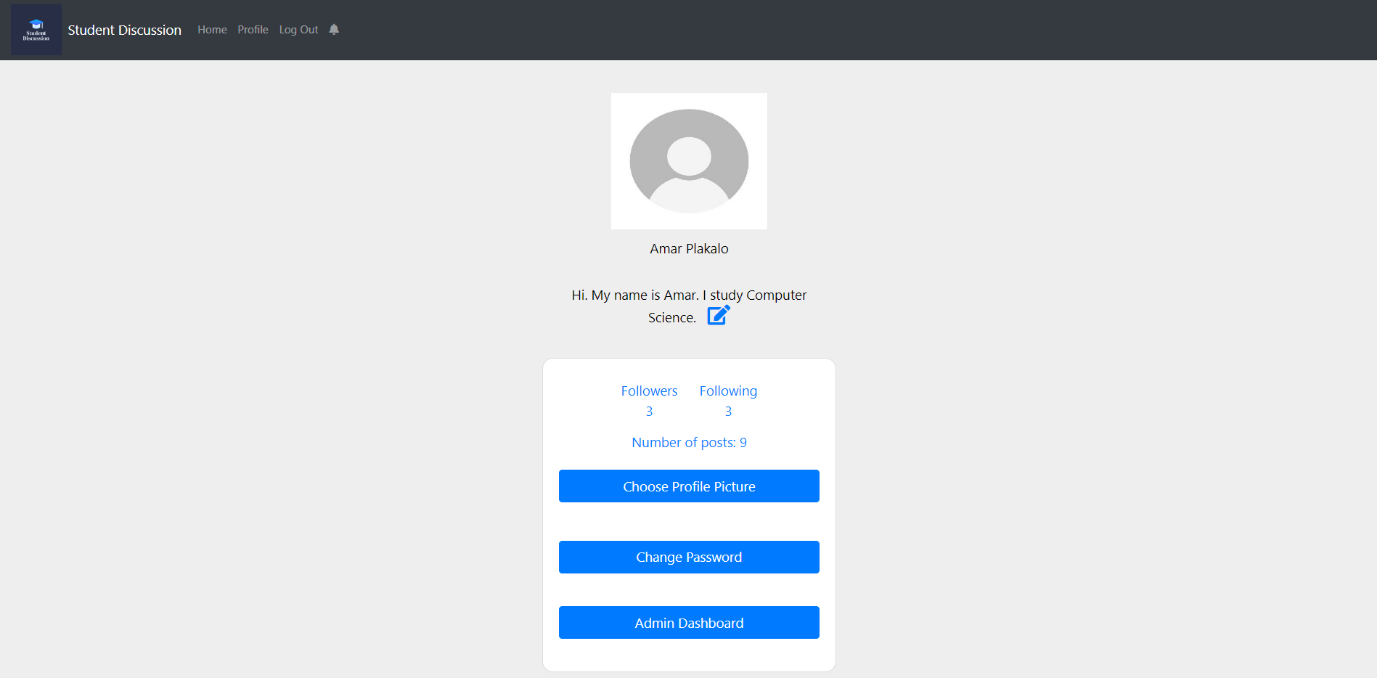 Student
Discussion
Student Discussion
Home
Profile
Log Out
Amar Plakalo
Hi. My name is Amar. I study Computer
Science.
Followers
Following
3
3
Number of posts: 9
Choose Profile Picture
Change Password
Admin Dashboard